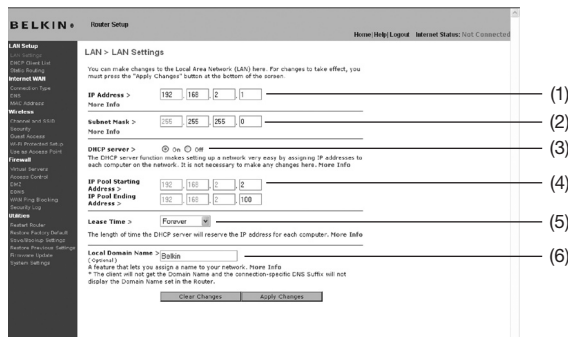 BELKIN Router Setup
Home|Help|Logout Internet Status: Not Connected
LAN Setup
LAN Settings
DHCP Client List
Static Routing
Internet WAN
Connection Type
DNS
MAC Address
Wireless
Channel and SSID
Security
Guest Access
Wi-Fi Protected Setup
Use as Access Point
Firewall
Virtual Servers
Access Control
DMZ
DDNS
WAN Ping Blocking
Security Log
Utilities
Restart Router
Restore Factory Default
Save/Backup Settings
Restore Previous Settings
Firmware Update
System Settings
LAN > LAN Settings
You can make changes to the Local Area Network (LAN) here. For changes to take effect, you
must press the "Apply Changes" button at the bottom of the screen.
IP Address > 192 . 168 . 2 . 1 (1)
More Info
Subnet Mask > 255 . 255 . 255 . 0 (2)
More Info
DHCP server > On Off (3)
The DHCP server function makes setting up a network very easy by assigning IP addresses to
each computer on the network. It is not necessary to make any changes here. More Info
IP Pool Starting
Address > 192 . 168 . 2 . 2 (4)
IP Pool Ending
Address > 192 . 168 . 2 . 100
Lease Time > Forever (5)
The length of time the DHCP server will reserve the IP address for each computer. More Info
Local Domain Name > Belkin (6)
(Optional)
A feature that lets you assign a name to your network. More Info
* The client will not get the Domain Name and the connection-specific DNS Suffix will not
display the Domain Name set in the Router.
Clear Changes Apply Changes